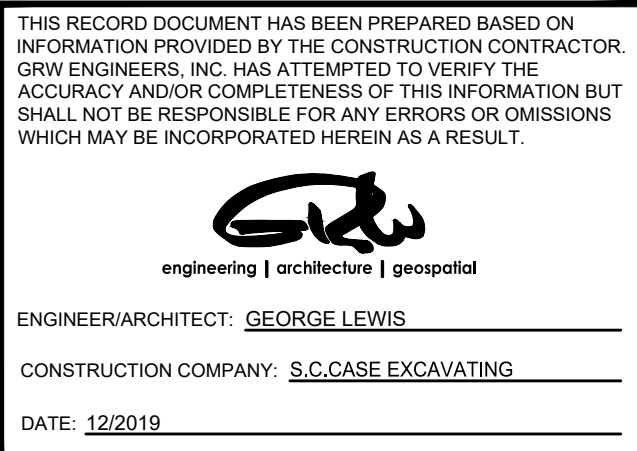 THIS RECORD DOCUMENT HAS BEEN PREPARED BASED ON
INFORMATION PROVIDED BY THE CONSTRUCTION CONTRACTOR.
GRW ENGINEERS, INC. HAS ATTEMPTED TO VERIFY THE
ACCURACY AND/OR COMPLETENESS OF THIS INFORMATION BUT
SHALL NOT BE RESPONSIBLE FOR ANY ERRORS OR OMISSIONS
WHICH MAY BE INCORPORATED HEREIN AS A RESULT.
GRW
engineering | architecture | geospatial
ENGINEER/ARCHITECT: GEORGE LEWIS
CONSTRUCTION COMPANY: S.C.CASE EXCAVATING
DATE: 12/2019